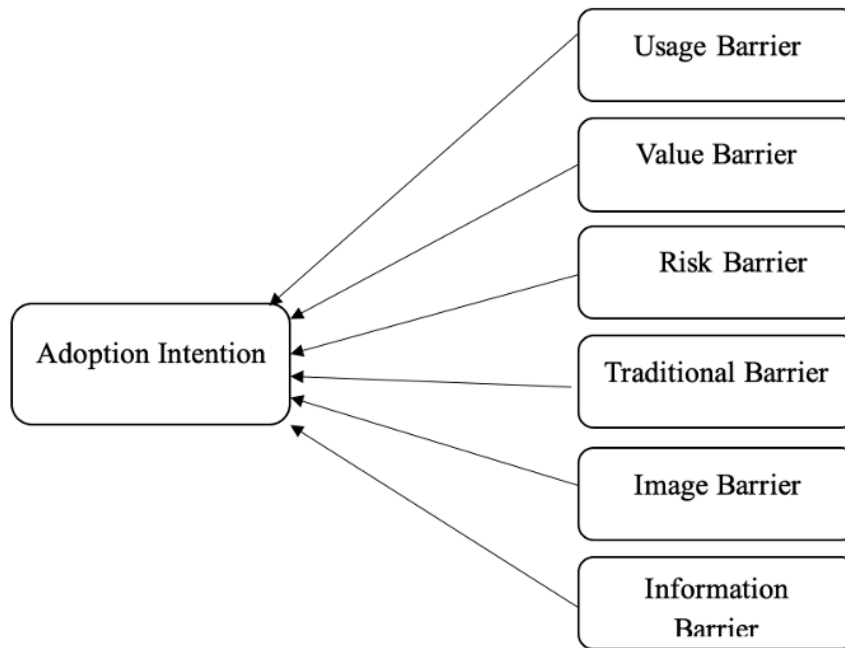 Usage Barrier
Value Barrier
Risk Barrier
Adoption Intention
Traditional Barrier
Image Barrier
Information
Barrier